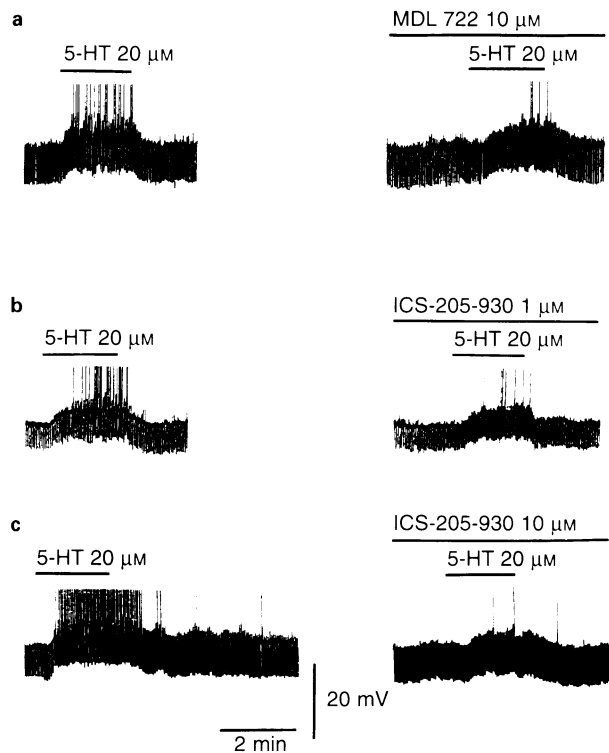 a
MDL 722 10 μM
5-HT 20 μM
5-HT 20 μM
b
ICS-205-930 1 μM
5-HT 20 μM
5-HT 20 μM
c
ICS-205-930 10 μM
5-HT 20 μM
5-HT 20 μM
20 mV
2 min